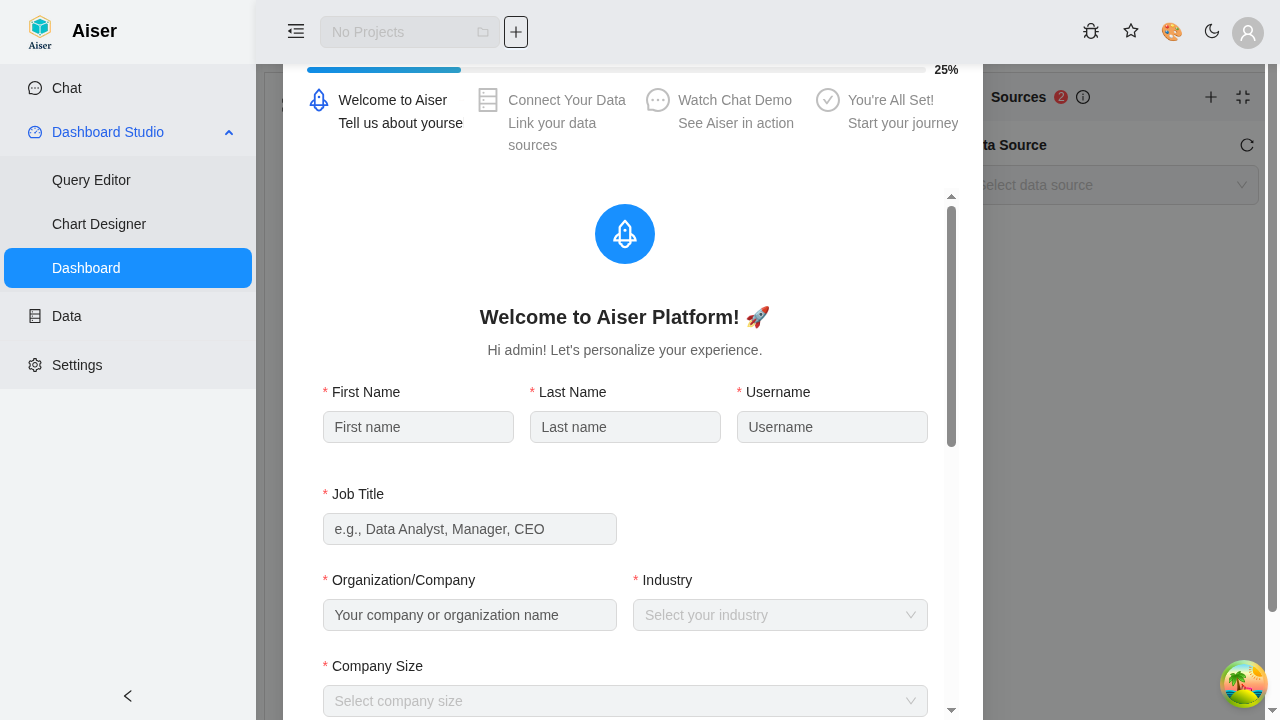 Aiser
Aiser
No Projects
Chat
Dashboard Studio
Query Editor
Chart Designer
Dashboard
Data
Settings
25%
Welcome to Aiser
Tell us about yourse
Connect Your Data
Link your data
sources
Watch Chat Demo
See Aiser in action
You're All Set!
Start your journey
Sources 2
ta Source
Select data source
Welcome to Aiser Platform! 🚀
Hi admin! Let's personalize your experience.
* First Name
* Last Name
* Username
First name
Last name
Username
* Job Title
e.g., Data Analyst, Manager, CEO
* Organization/Company
* Industry
Your company or organization name
Select your industry
* Company Size
Select company size